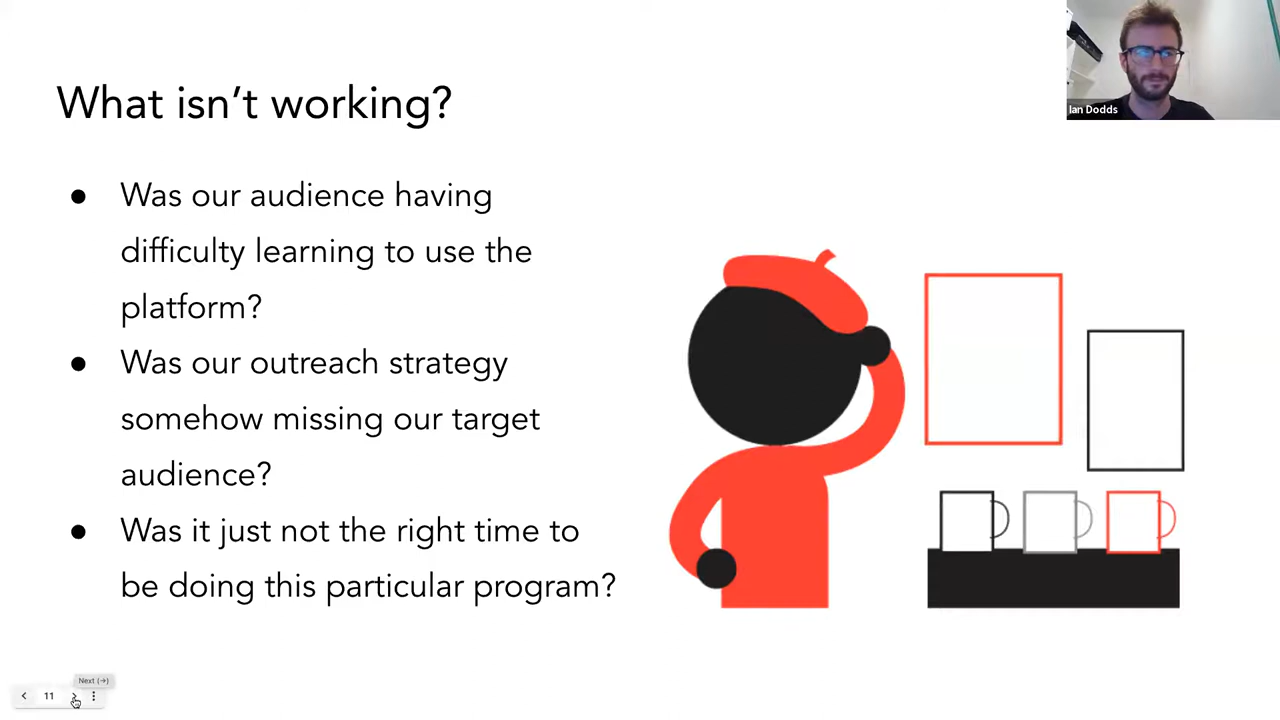 Ian Dodds
What isn’t working?
● Was our audience having
difficulty learning to use the
platform?
● Was our outreach strategy
somehow missing our target
audience?
● Was it just not the right time to
be doing this particular program?
Next (→)
11